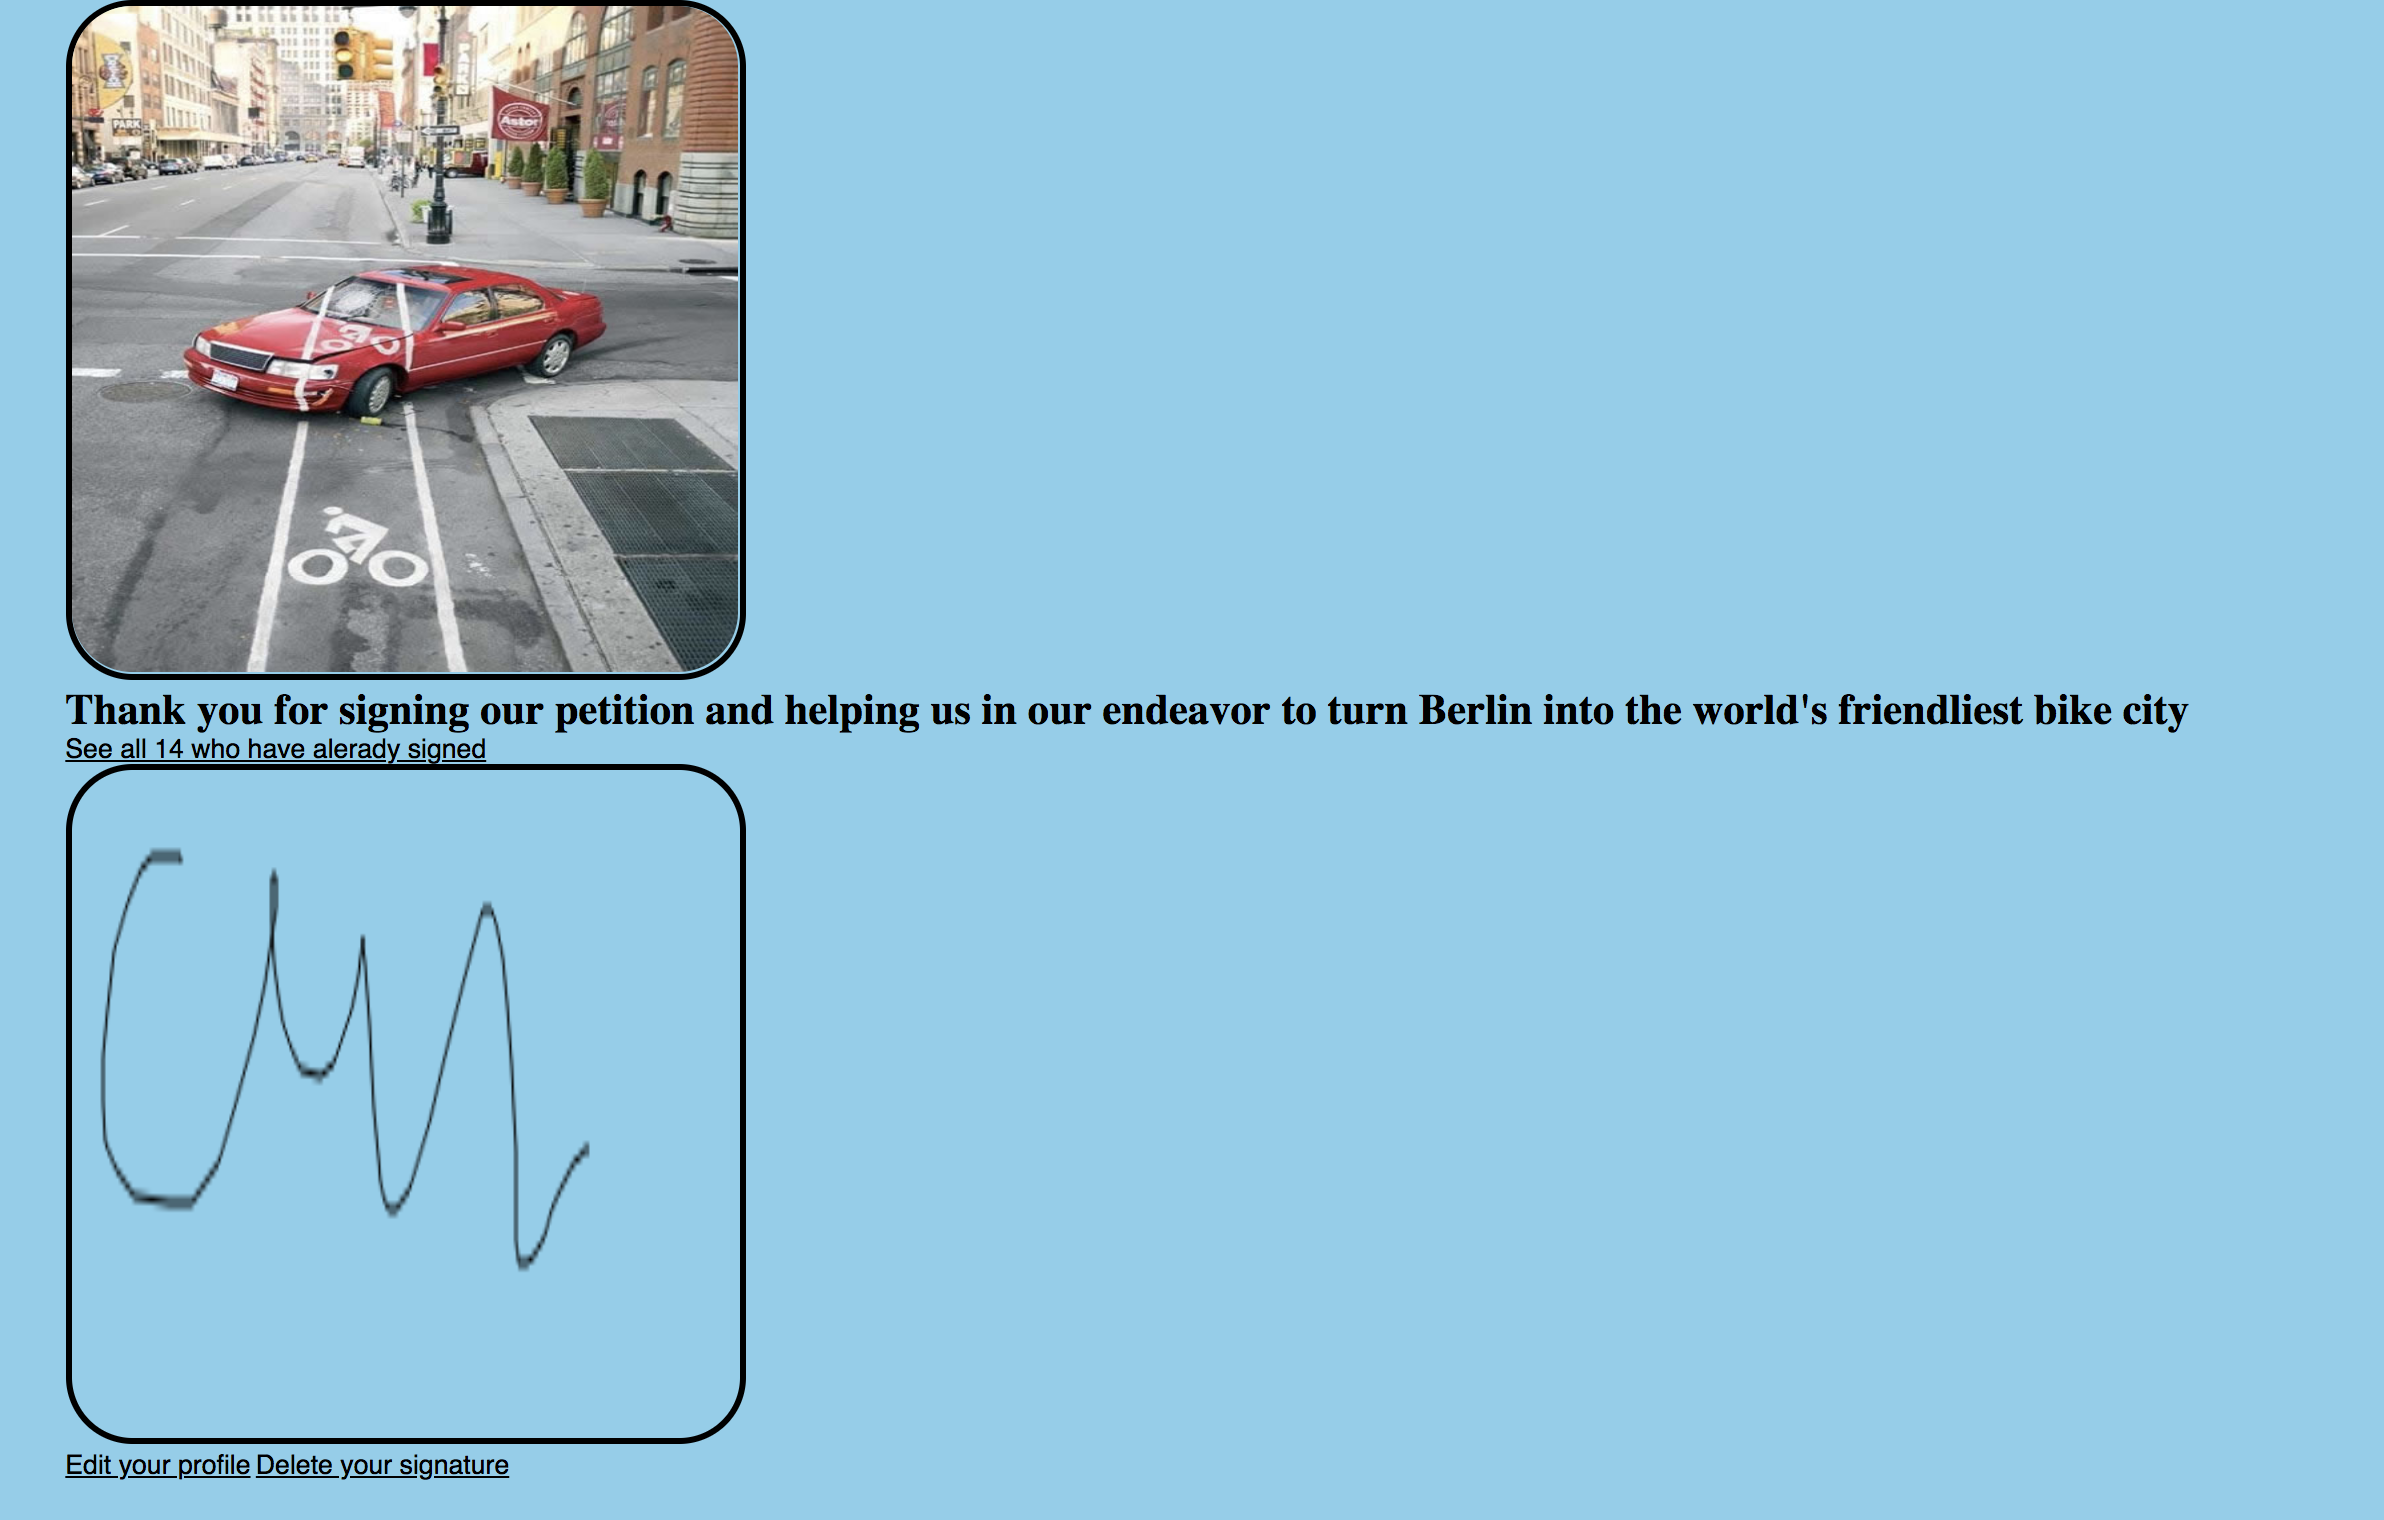 PARK
PARK
Astor
Thank you for signing our petition and helping us in our endeavor to turn Berlin into the world's friendliest bike city
See all 14 who have alerady signed
Edit your profile Delete your signature